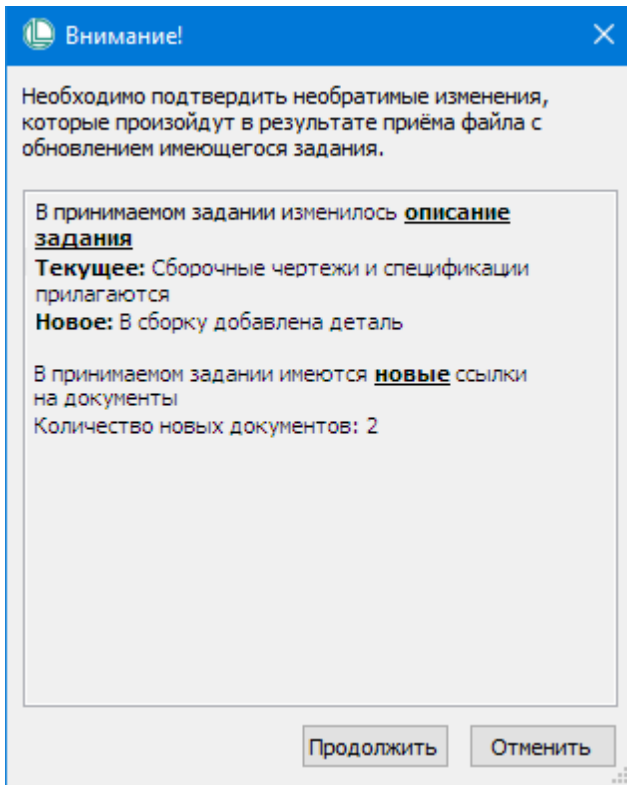 Внимание!
Необходимо подтвердить необратимые изменения,
которые произойдут в результате приёма файла с
обновлением имеющегося задания.
В принимаемом задании изменилось описание
задания
Текущее: Сборочные чертежи и спецификации
прилагаются
Новое: В сборку добавлена деталь
В принимаемом задании имеются новые ссылки
на документы
Количество новых документов: 2
Продолжить Отменить